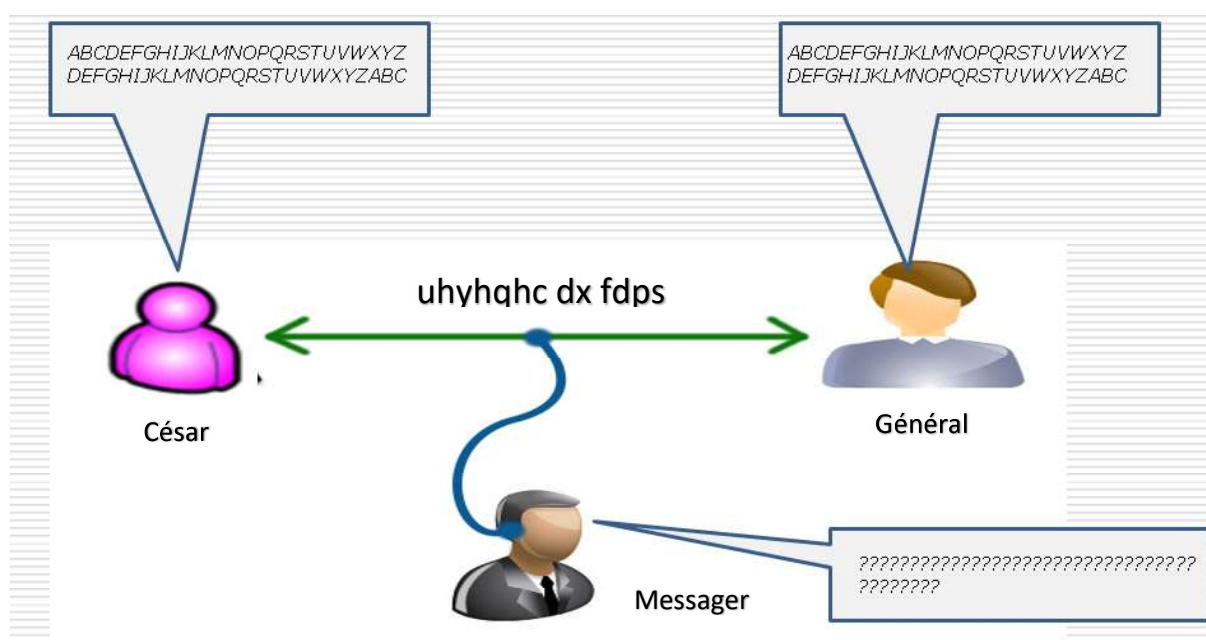 ABCDEFGHIJKLMNOPQRSTUVWXYZ
DEFGHIJKLMNOPQRSTUVWXYZABC
ABCDEFGHIJKLMNOPQRSTUVWXYZ
DEFGHIJKLMNOPQRSTUVWXYZABC
uhyhqhc dx fdps
César
Général
Messager
?????????????????????????????????
????????